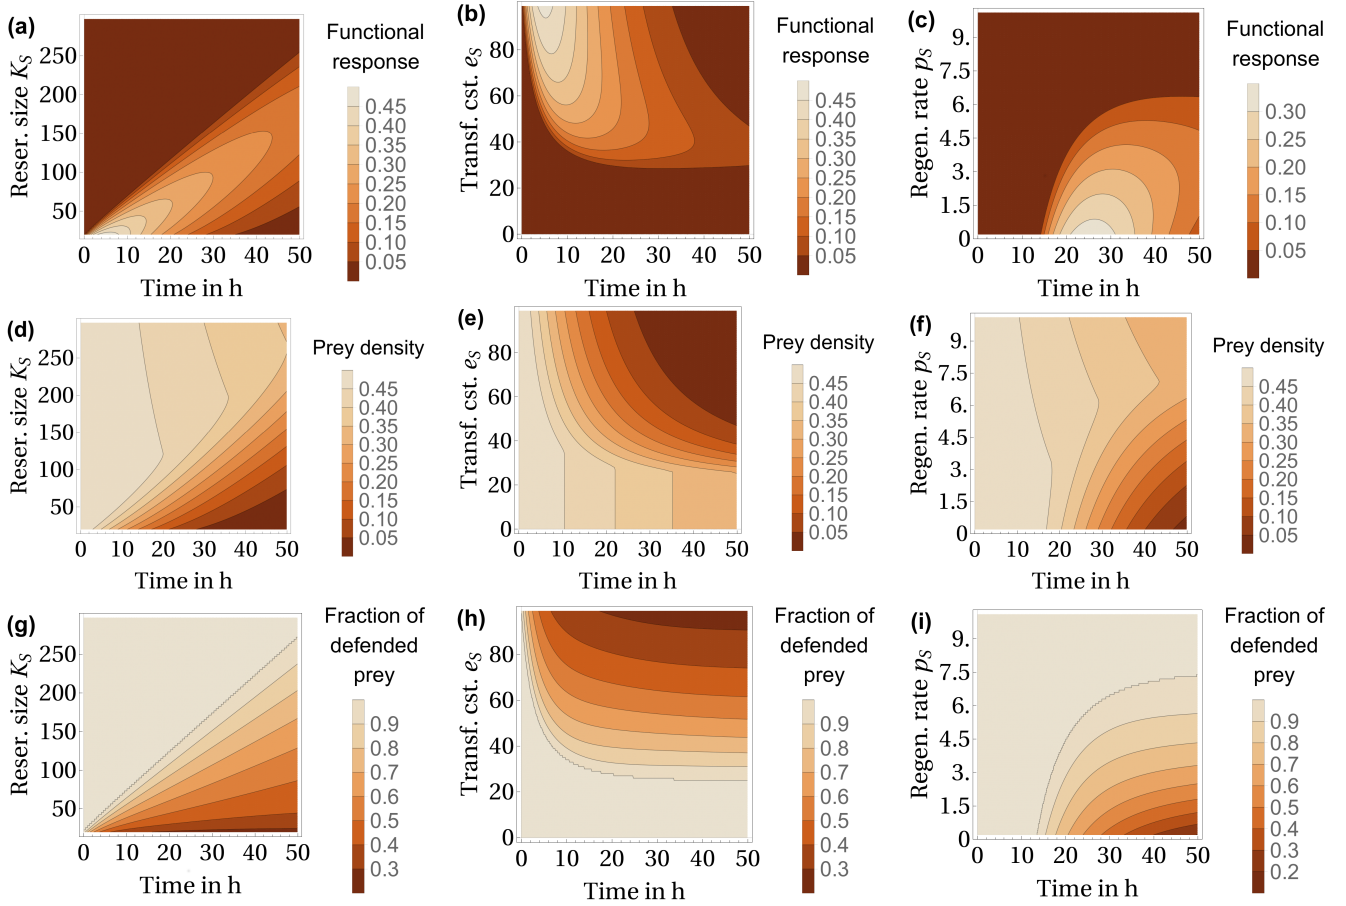 (a)
Functional
response
Reser. size K_S
250
200
150
100
50
0 10 20 30 40 50
Time in h
0.45
0.40
0.35
0.30
0.25
0.20
0.15
0.10
0.05
(b)
Functional
response
Transf. cst. e_S
80
60
40
20
0
0 10 20 30 40 50
Time in h
0.45
0.40
0.35
0.30
0.25
0.20
0.15
0.10
0.05
(c)
Functional
response
Regen. rate p_S
9.
7.5
6.
4.5
3.
1.5
0
0 10 20 30 40 50
Time in h
0.30
0.25
0.20
0.15
0.10
0.05
(d)
Prey density
Reser. size K_S
250
200
150
100
50
0 10 20 30 40 50
Time in h
0.45
0.40
0.35
0.30
0.25
0.20
0.15
0.10
0.05
(e)
Prey density
Transf. cst. e_S
80
60
40
20
0
0 10 20 30 40 50
Time in h
0.45
0.40
0.35
0.30
0.25
0.20
0.15
0.10
0.05
(f)
Prey density
Regen. rate p_S
9.
7.5
6.
4.5
3.
1.5
0
0 10 20 30 40 50
Time in h
0.45
0.40
0.35
0.30
0.25
0.20
0.15
0.10
0.05
(g)
Fraction of
defended
prey
Reser. size K_S
250
200
150
100
50
0 10 20 30 40 50
Time in h
0.9
0.8
0.7
0.6
0.5
0.4
0.3
(h)
Fraction of
defended
prey
Transf. cst. e_S
80
60
40
20
0
0 10 20 30 40 50
Time in h
0.9
0.8
0.7
0.6
0.5
0.4
0.3
(i)
Fraction of
defended
prey
Regen. rate p_S
9.
7.5
6.
4.5
3.
1.5
0
0 10 20 30 40 50
Time in h
0.9
0.8
0.7
0.6
0.5
0.4
0.3
0.2